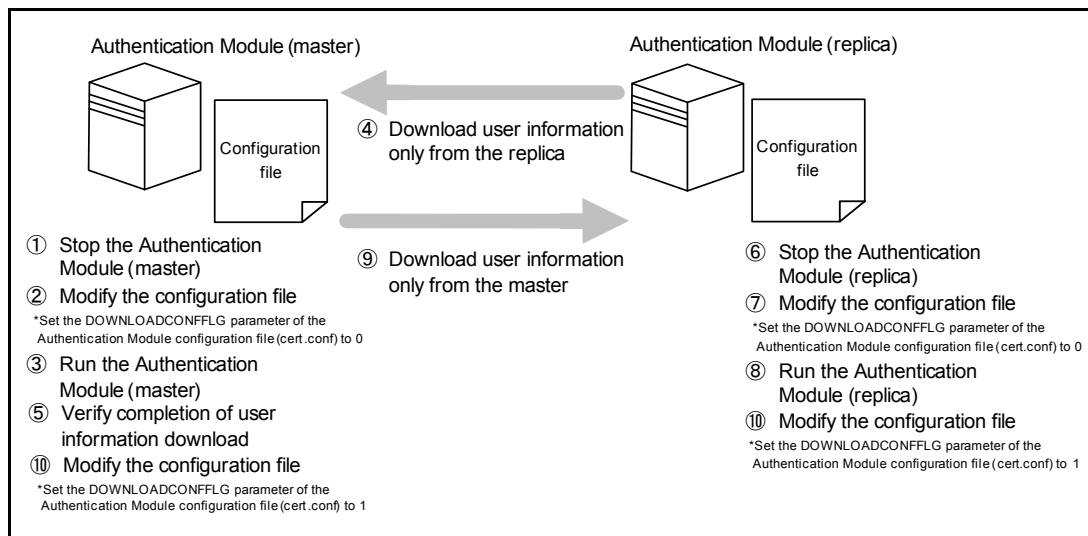 Authentication Module (master)
Authentication Module (replica)
Configuration
file
Configuration
file
④ Download user information
only from the replica
⑨ Download user information
only from the master
① Stop the Authentication
Module (master)
② Modify the configuration file
*Set the DOWNLOADCONFFLG parameter of the
Authentication Module configuration file (cert.conf) to 0
③ Run the Authentication
Module (master)
⑤ Verify completion of user
information download
⑩ Modify the configuration file
*Set the DOWNLOADCONFFLG parameter of the
Authentication Module configuration file (cert.conf) to 1
⑥ Stop the Authentication
Module (replica)
⑦ Modify the configuration file
*Set the DOWNLOADCONFFLG parameter of the
Authentication Module configuration file (cert.conf) to 0
⑧ Run the Authentication
Module (replica)
⑩ Modify the configuration file
*Set the DOWNLOADCONFFLG parameter of the
Authentication Module configuration file (cert.conf) to 1